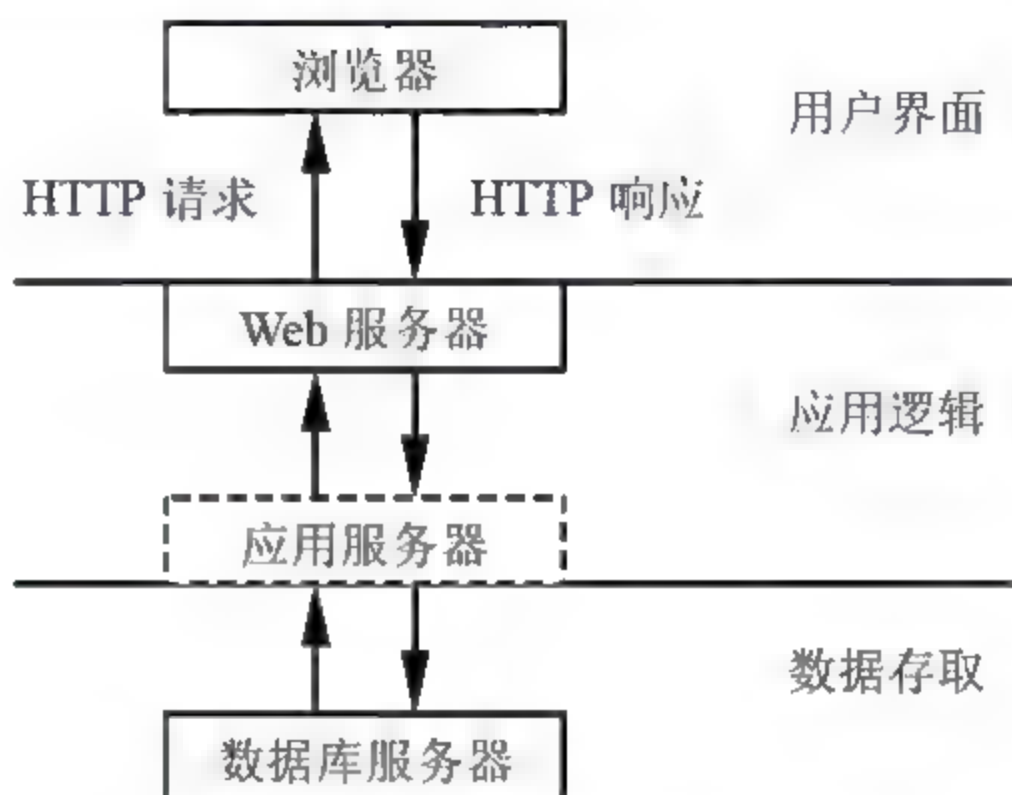 浏览器
用户界面
HTTP 请求
HTTP 响应
Web 服务器
应用逻辑
应用服务器
数据存取
数据库服务器